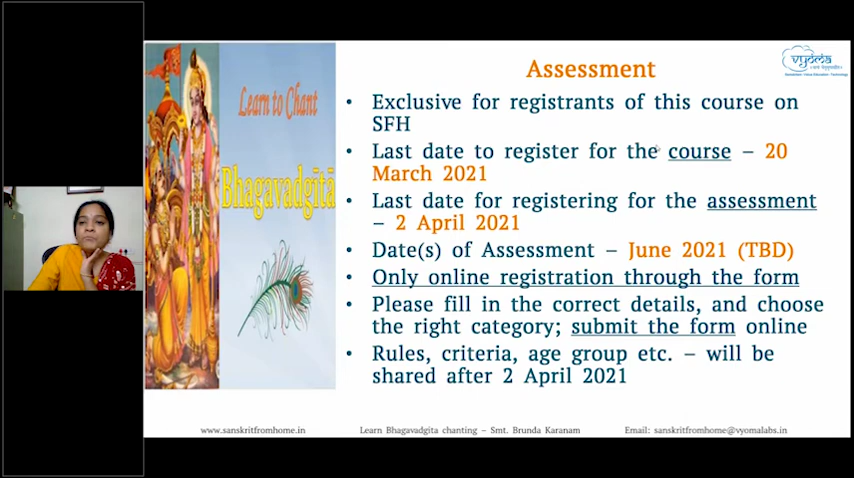 Learn to Chant
Bhagavadgītā
Assessment
vyoma
• Exclusive for registrants of this course on
SFH
• Last date to register for the course – 20
March 2021
• Last date for registering for the assessment
– 2 April 2021
• Date(s) of Assessment – June 2021 (TBD)
• Only online registration through the form
• Please fill in the correct details, and choose
the right category; submit the form online
• Rules, criteria, age group etc. – will be
shared after 2 April 2021
www.sanskritfromhome.in Learn Bhagavadgita chanting – Smt. Brunda Karanam Email: sanskritfromhome@vyomalabs.in